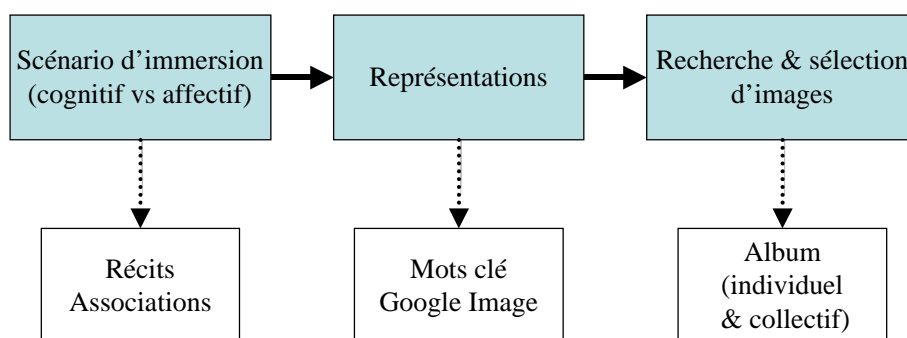 Scénario d’immersion
(cognitif vs affectif)
Représentations
Recherche & sélection
d’images
Récits
Associations
Mots clé
Google Image
Album
(individuel
& collectif)